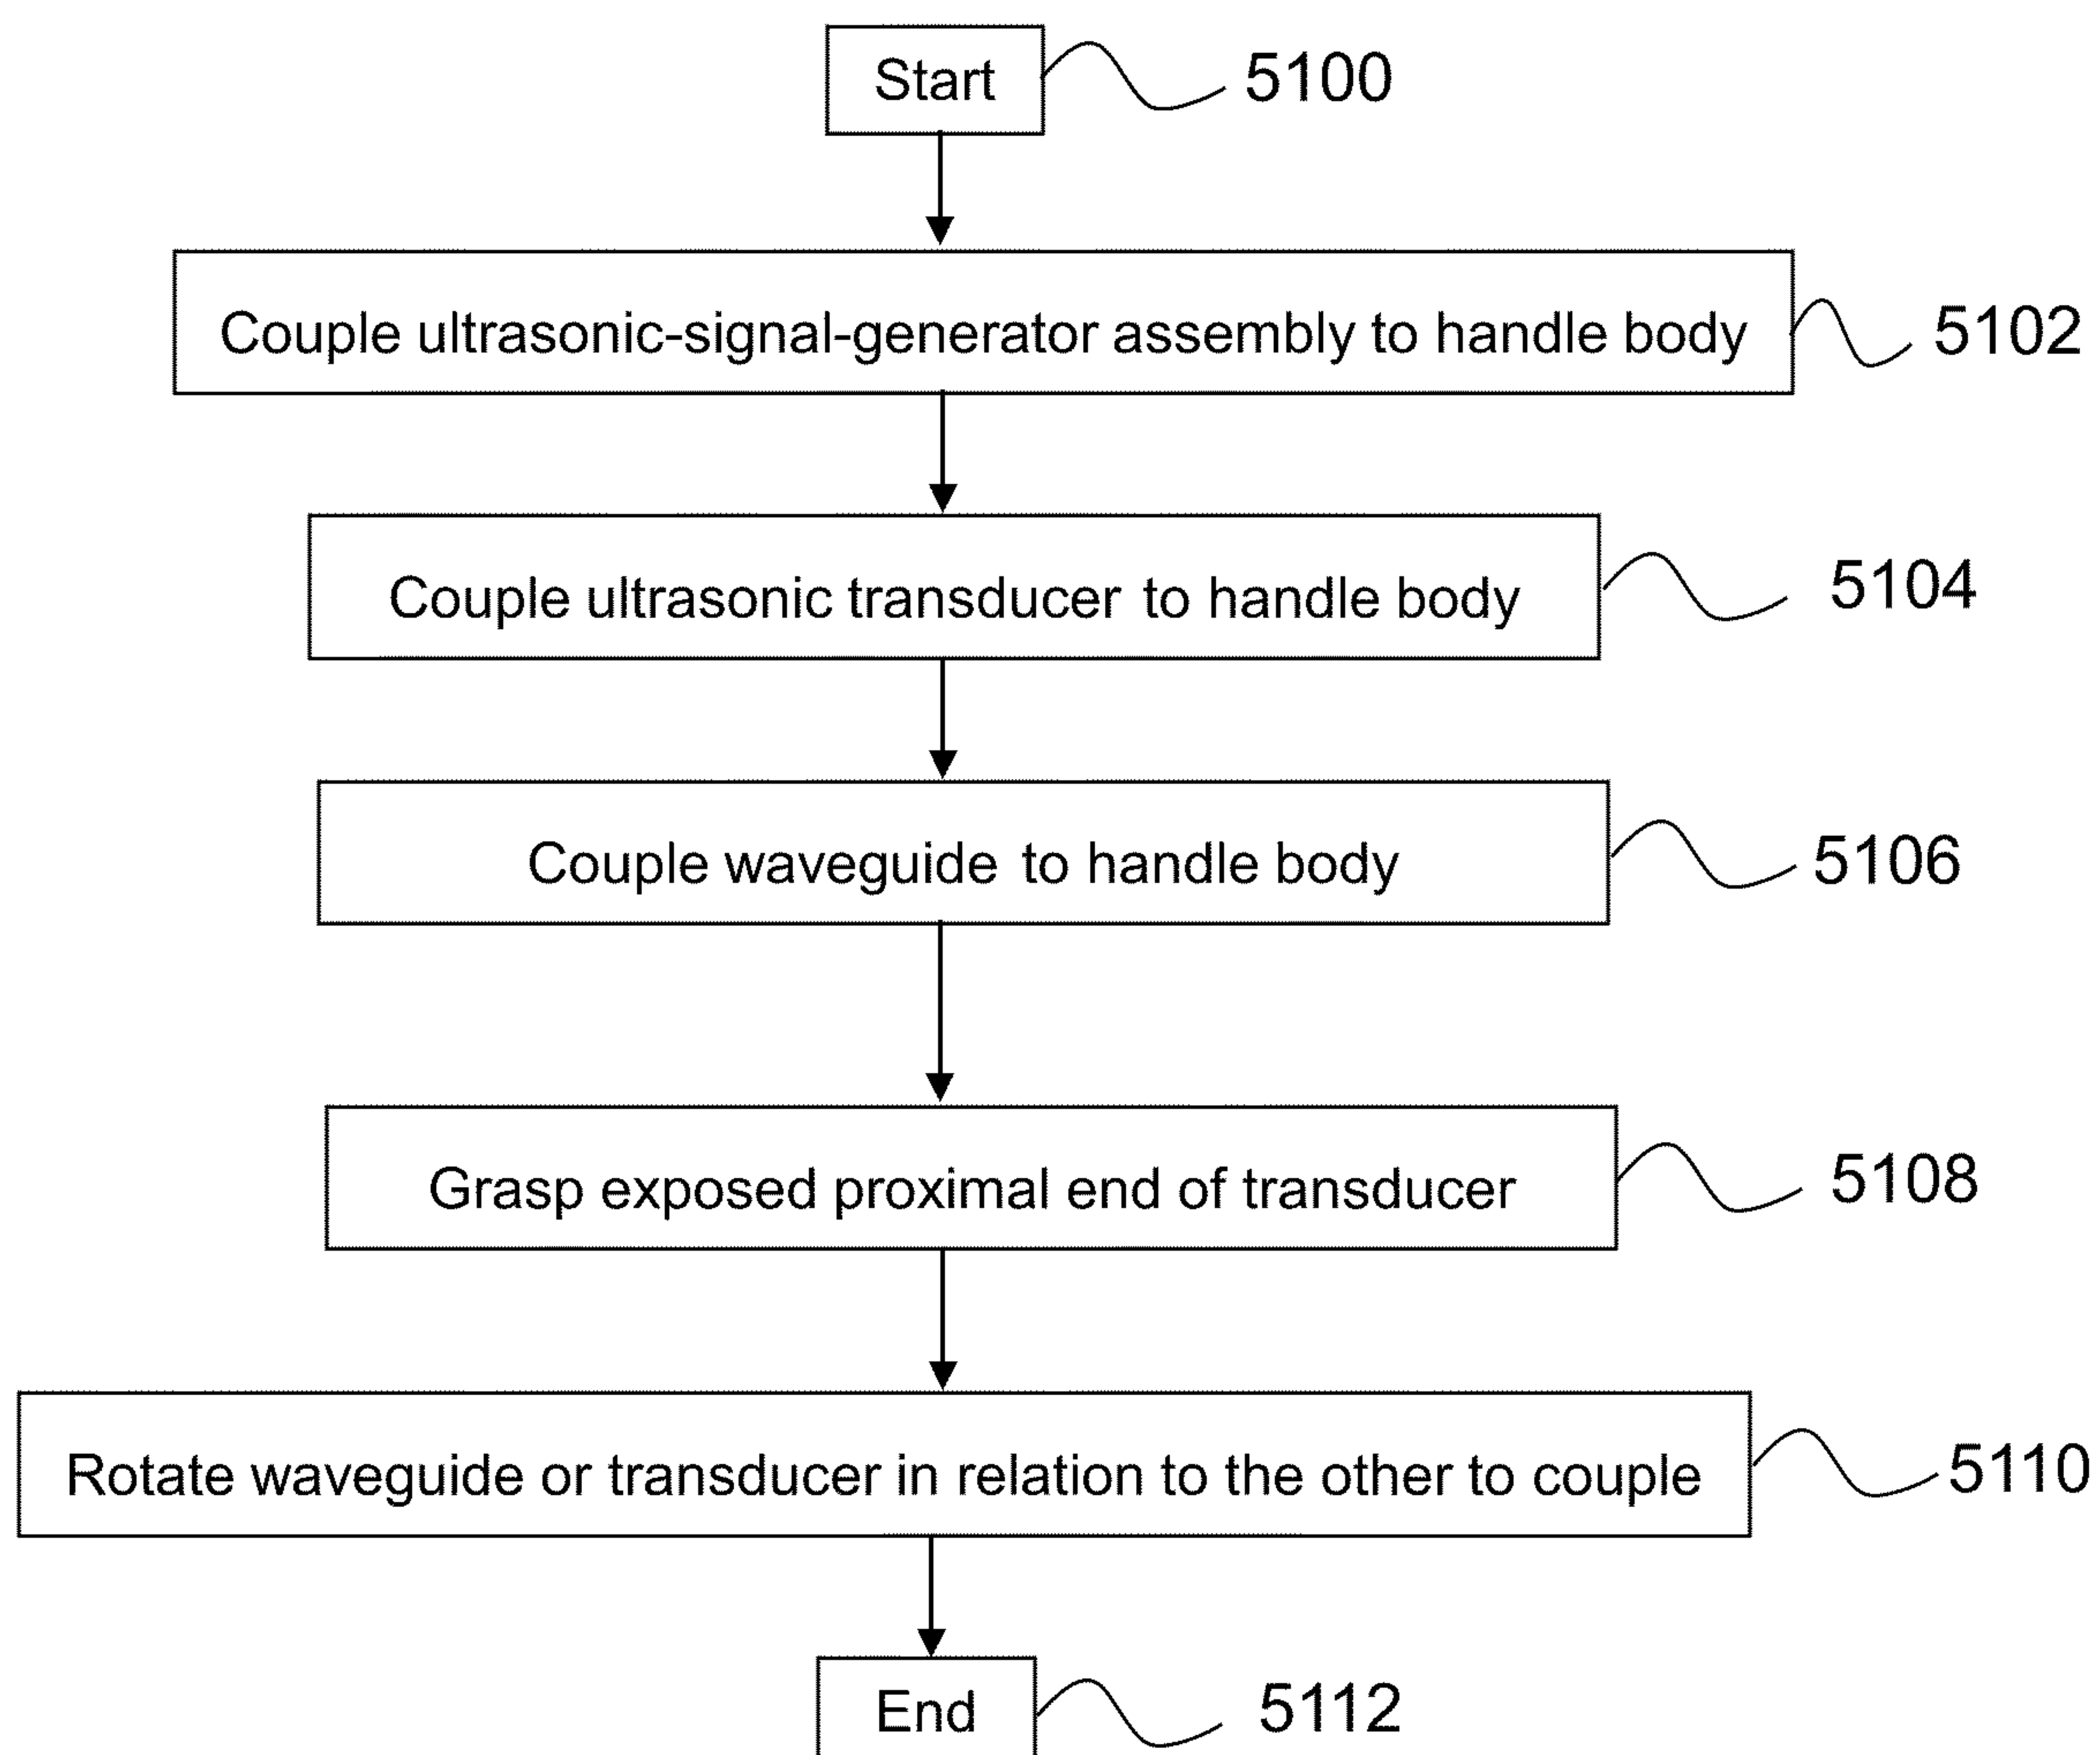 Start 5100
Couple ultrasonic-signal-generator assembly to handle body 5102
Couple ultrasonic transducer to handle body 5104
Couple waveguide to handle body 5106
Grasp exposed proximal end of transducer 5108
Rotate waveguide or transducer in relation to the other to couple 5110
End 5112